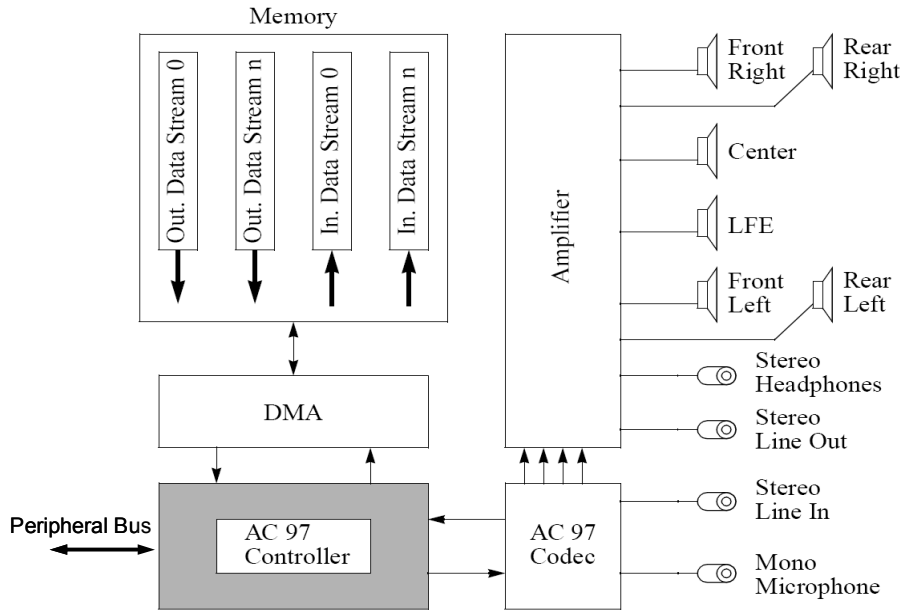 Memory
Out. Data Stream 0
Out. Data Stream n
In. Data Stream 0
In. Data Stream n
DMA
Peripheral Bus
AC 97
Controller
AC 97
Codec
Amplifier
Front
Right
Rear
Right
Center
LFE
Front
Left
Rear
Left
Stereo
Headphones
Stereo
Line Out
Stereo
Line In
Mono
Microphone